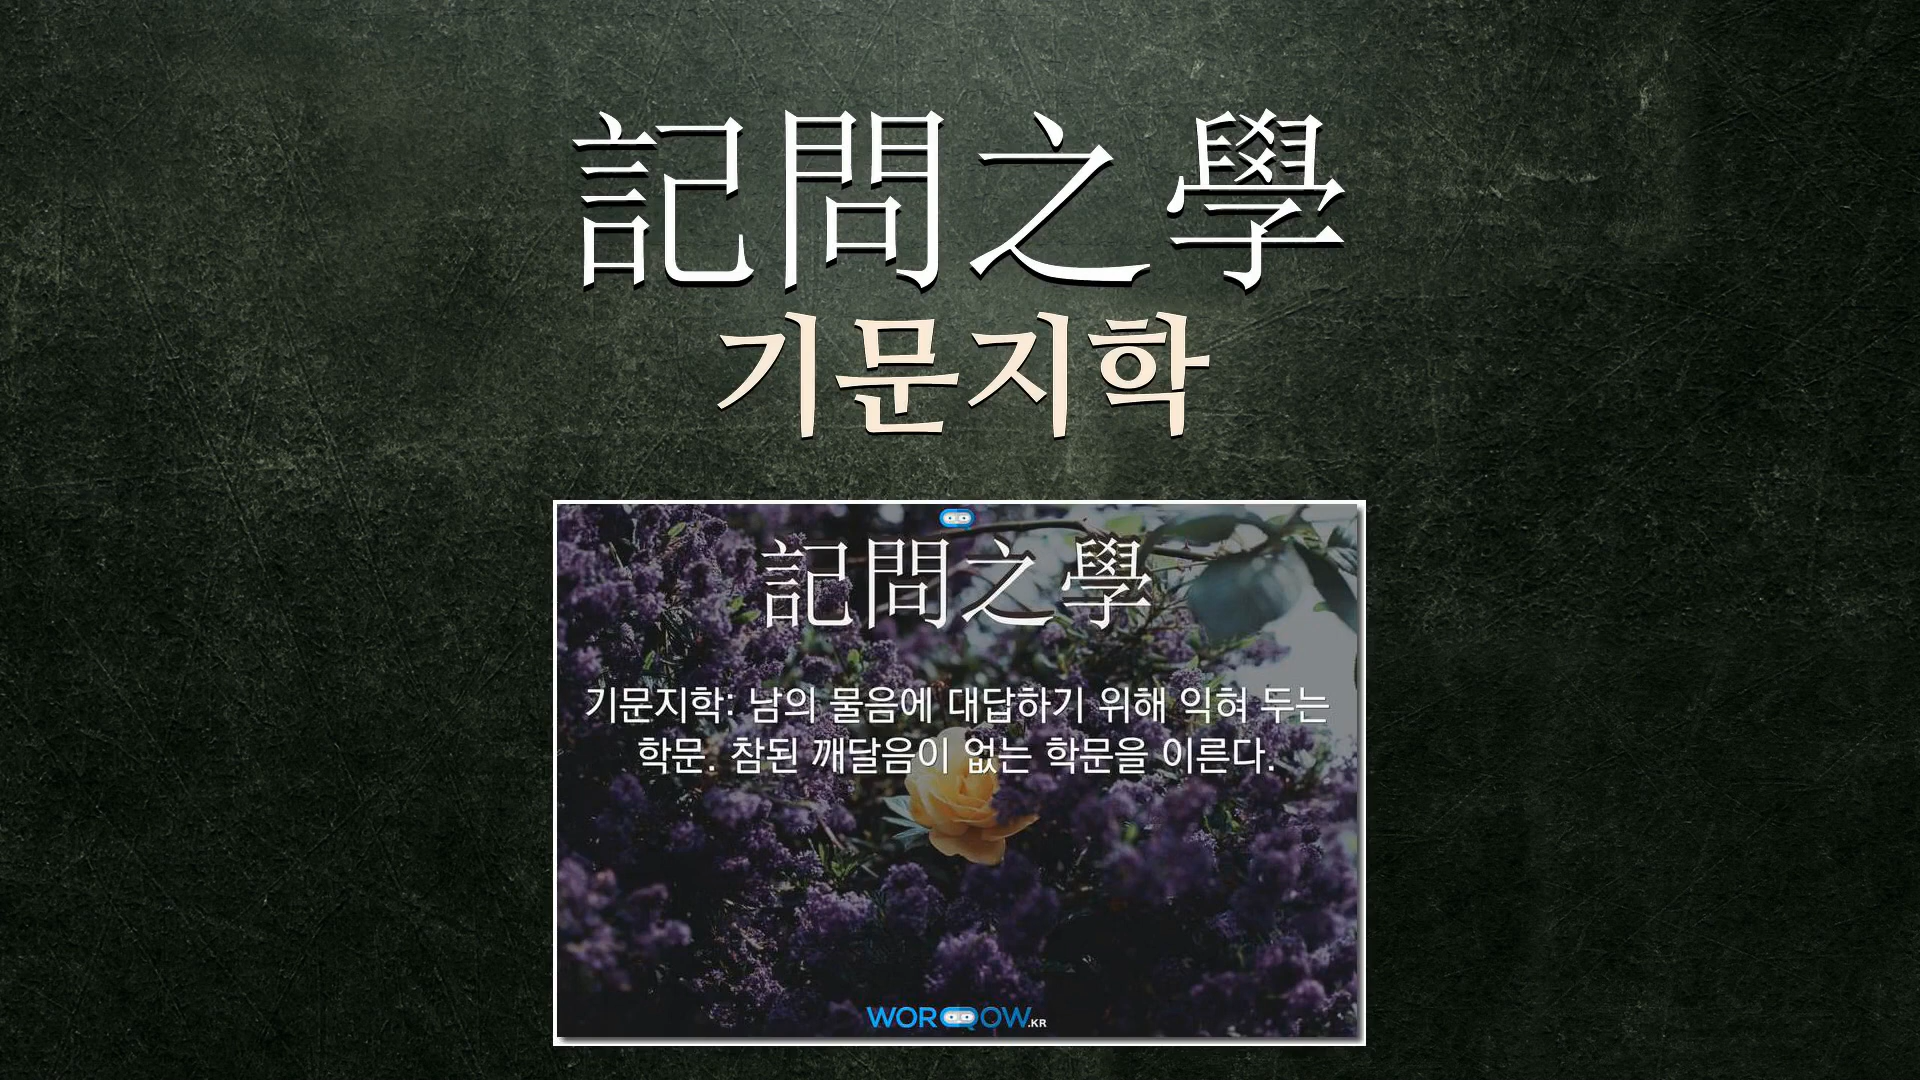 記問之學
기문지학
記問之學
기문지학: 남의 물음에 대답하기 위해 익혀 두는
학문. 참된 깨달음이 없는 학문을 이른다.
WORQOW.KR